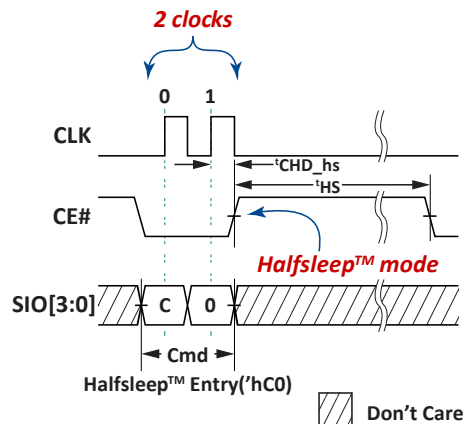 2 clocks
0 1
CLK
tCHD_hs
tHS
CE#
Halfsleep™ mode
SIO[3:0]
C 0
Cmd
Halfsleep™ Entry('hC0)
Don't Care